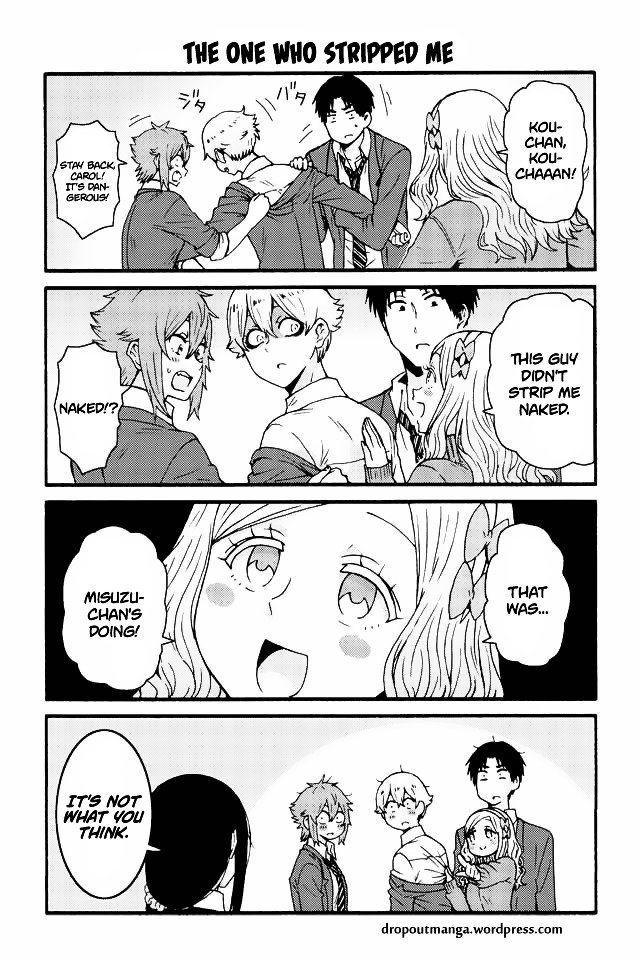 THE ONE WHO STRIPPED ME
KOU-
CHAN,
KOU-
CHAAAN!
バタ
ジタ
STAY BACK,
CAROL!
IT'S DAN-
GEROUS!
THIS GUY
DIDN'T
STRIP ME
NAKED.
NAKED!?
THAT
WAS...
MISUZU-
CHAN'S
DOING!
IT'S NOT
WHAT YOU
THINK.
dropoutmanga.wordpress.com